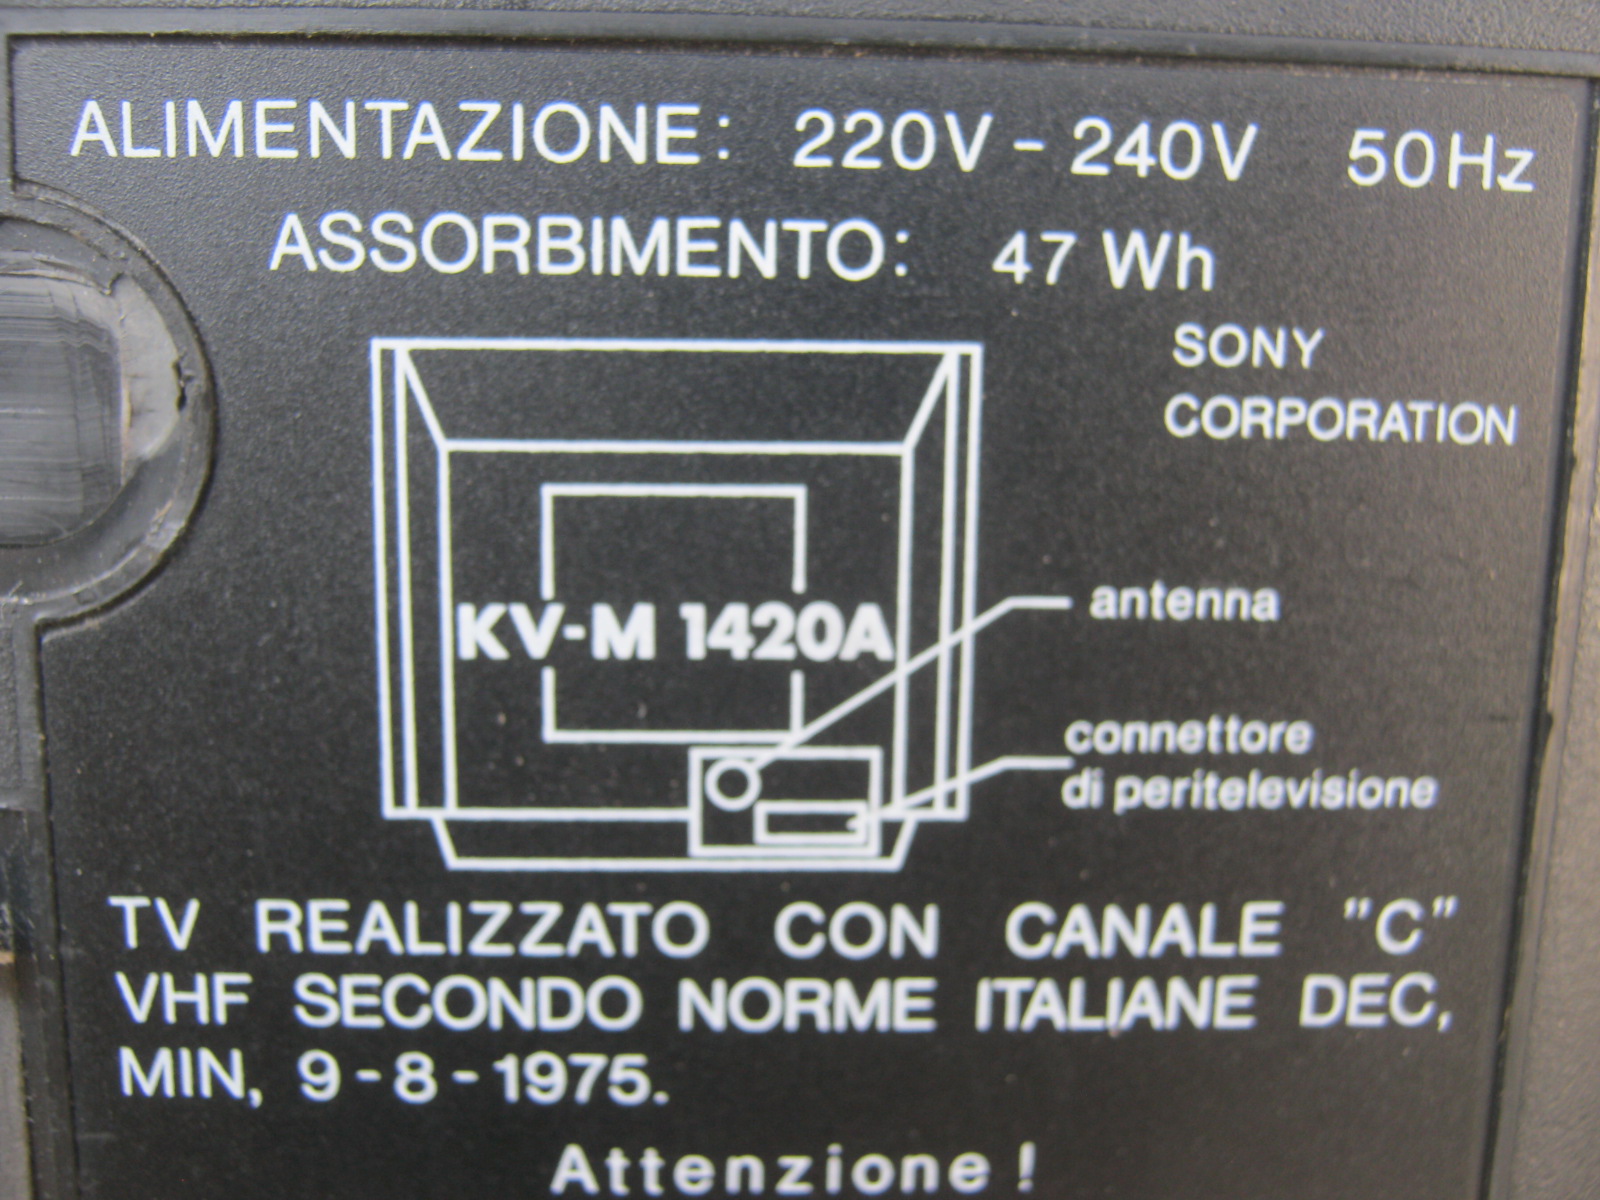 ALIMENTAZIONE: 220V - 240V 50Hz
ASSORBIMENTO: 47 Wh
SONY
CORPORATION
KV-M 1420A
antenna
connettore
di peritelevisione
TV REALIZZATO CON CANALE "C"
VHF SECONDO NORME ITALIANE DEC,
MIN, 9-8-1975.
Attenzione!